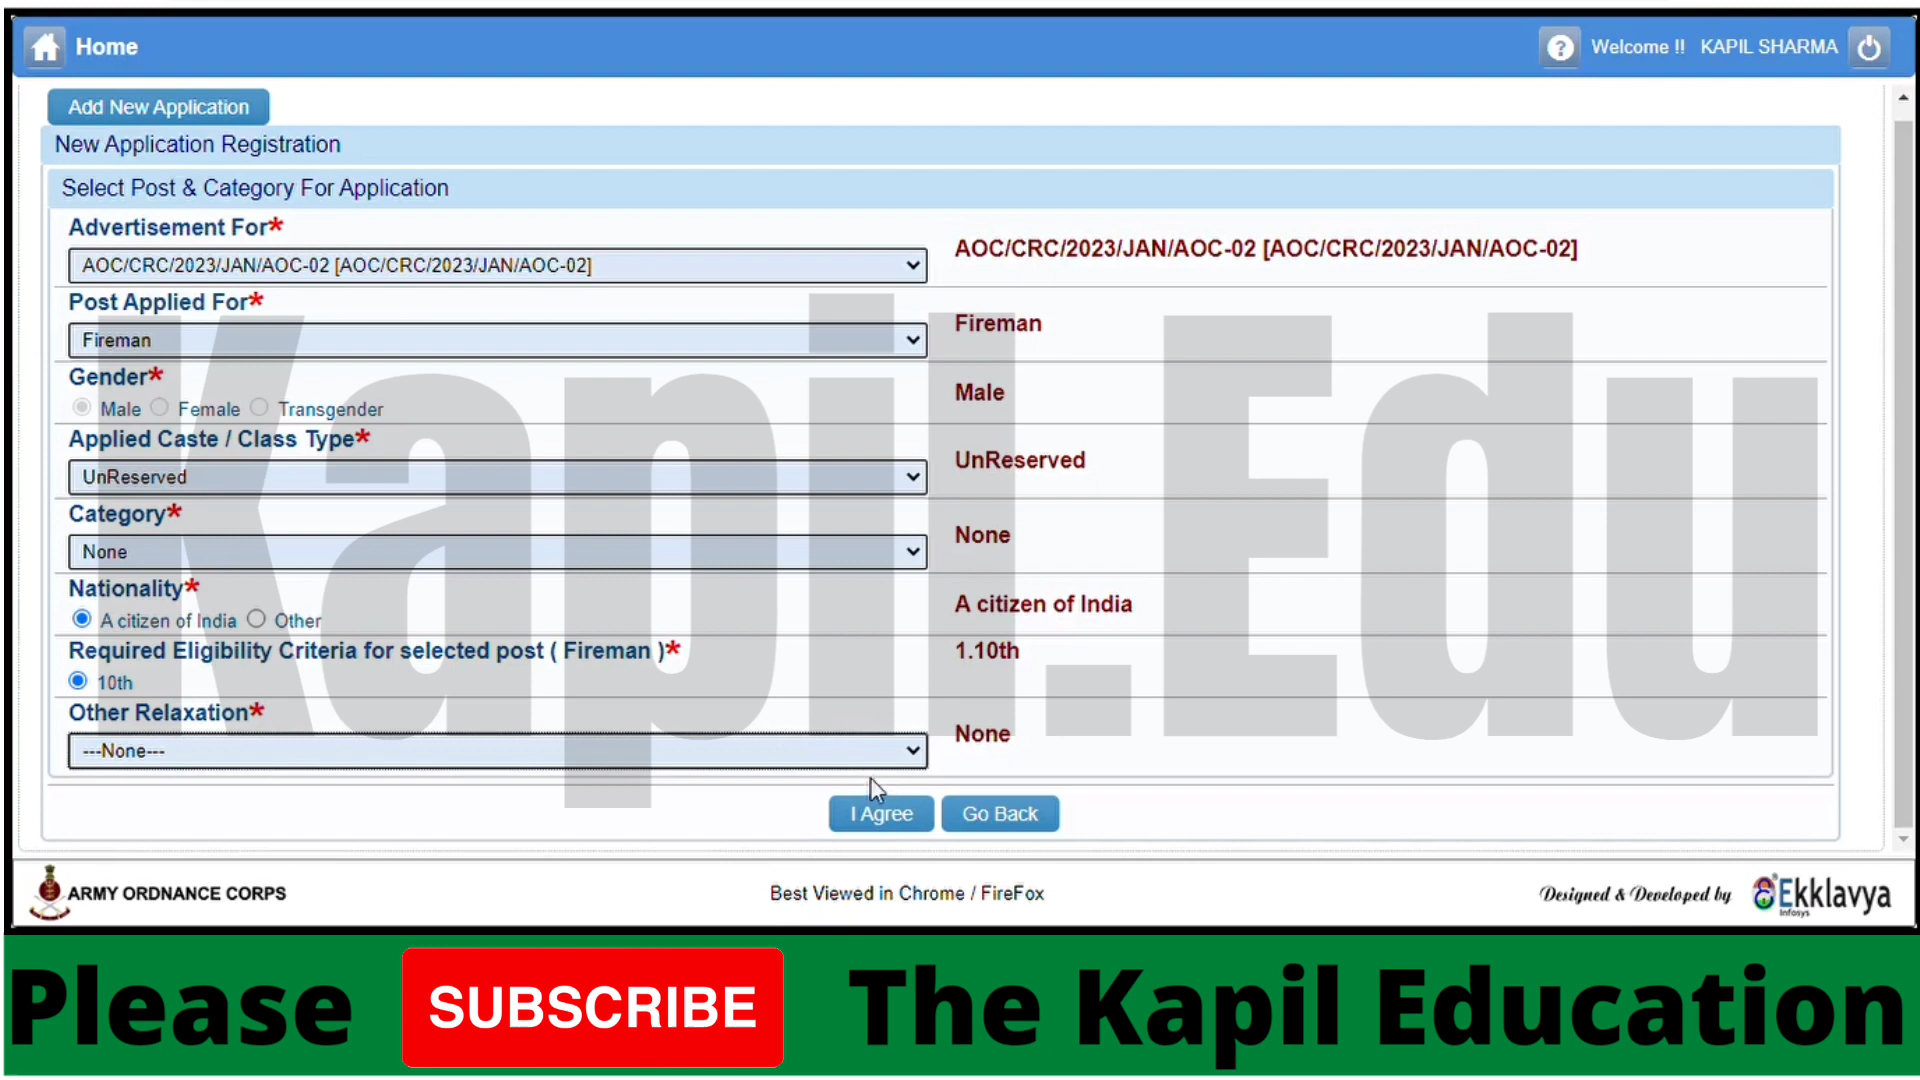 Home
Welcome !! KAPIL SHARMA
Add New Application
New Application Registration
Select Post & Category For Application
Advertisement For*
AOC/CRC/2023/JAN/AOC-02 [AOC/CRC/2023/JAN/AOC-02]
AOC/CRC/2023/JAN/AOC-02 [AOC/CRC/2023/JAN/AOC-02]
Post Applied For*
Fireman
Fireman
Gender*
Male Female Transgender
Male
Applied Caste / Class Type*
UnReserved
UnReserved
Category*
None
None
Nationality*
A citizen of India Other
A citizen of India
Required Eligibility Criteria for selected post ( Fireman )*
10th
1.10th
Other Relaxation*
---None---
None
Kapil.Edu
I Agree Go Back
ARMY ORDNANCE CORPS
Best Viewed in Chrome / FireFox
Designed & Developed by
Ekklavya
Infosys
Please SUBSCRIBE The Kapil Education